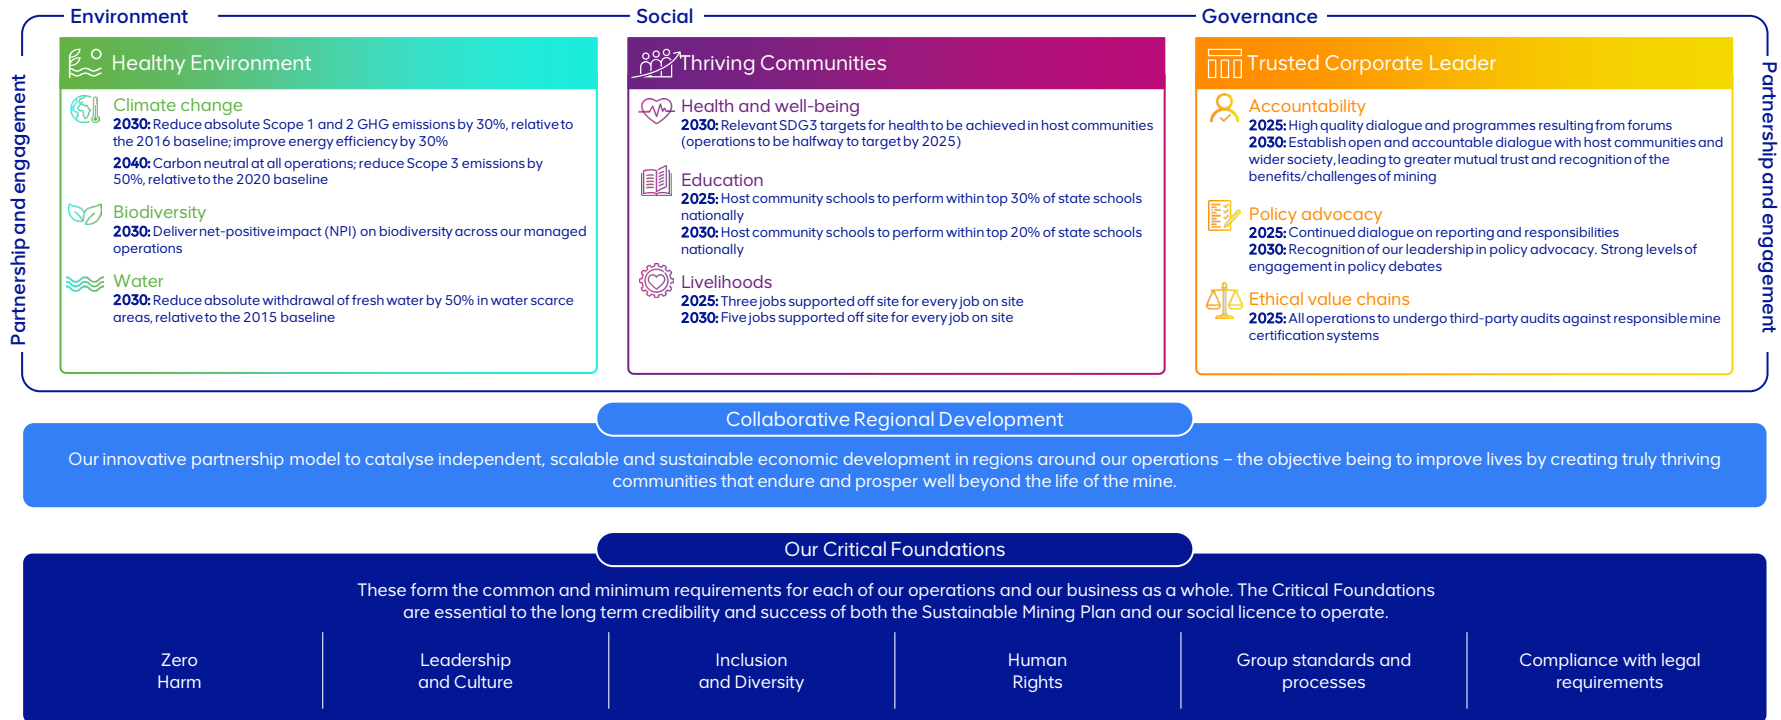 Environment
Social
Governance
Partnership and engagement
Healthy Environment
Climate change
2030: Reduce absolute Scope 1 and 2 GHG emissions by 30%, relative to
the 2016 baseline; improve energy efficiency by 30%
2040: Carbon neutral at all operations; reduce Scope 3 emissions by
50%, relative to the 2020 baseline
Biodiversity
2030: Deliver net-positive impact (NPI) on biodiversity across our managed
operations
Water
2030: Reduce absolute withdrawal of fresh water by 50% in water scarce
areas, relative to the 2015 baseline
Thriving Communities
Health and well-being
2030: Relevant SDG3 targets for health to be achieved in host communities
(operations to be halfway to target by 2025)
Education
2025: Host community schools to perform within top 30% of state schools
nationally
2030: Host community schools to perform within top 20% of state schools
nationally
Livelihoods
2025: Three jobs supported off site for every job on site
2030: Five jobs supported off site for every job on site
Trusted Corporate Leader
Accountability
2025: High quality dialogue and programmes resulting from forums
2030: Establish open and accountable dialogue with host communities and
wider society, leading to greater mutual trust and recognition of the
benefits/challenges of mining
Policy advocacy
2025: Continued dialogue on reporting and responsibilities
2030: Recognition of our leadership in policy advocacy. Strong levels of
engagement in policy debates
Ethical value chains
2025: All operations to undergo third-party audits against responsible mine
certification systems
Partnership and engagement
Collaborative Regional Development
Our innovative partnership model to catalyse independent, scalable and sustainable economic development in regions around our operations – the objective being to improve lives by creating truly thriving
communities that endure and prosper well beyond the life of the mine.
Our Critical Foundations
These form the common and minimum requirements for each of our operations and our business as a whole. The Critical Foundations
are essential to the long term credibility and success of both the Sustainable Mining Plan and our social licence to operate.
Zero
Harm
Leadership
and Culture
Inclusion
and Diversity
Human
Rights
Group standards and
processes
Compliance with legal
requirements